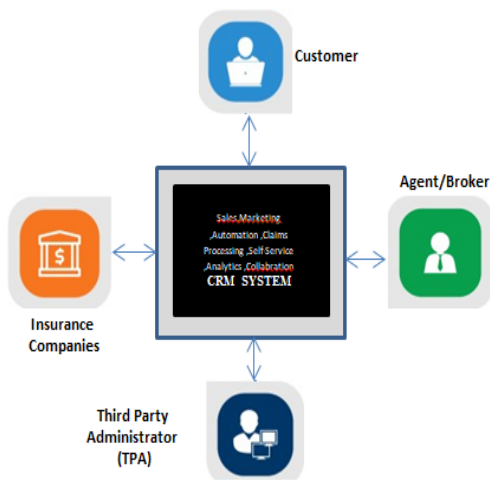 Customer
Agent/Broker
Sales,Marketing
,Automation ,Claims
Processing ,Self Service
,Analytics ,Collabration
CRM SYSTEM
Insurance
Companies
Third Party
Administrator
(TPA)